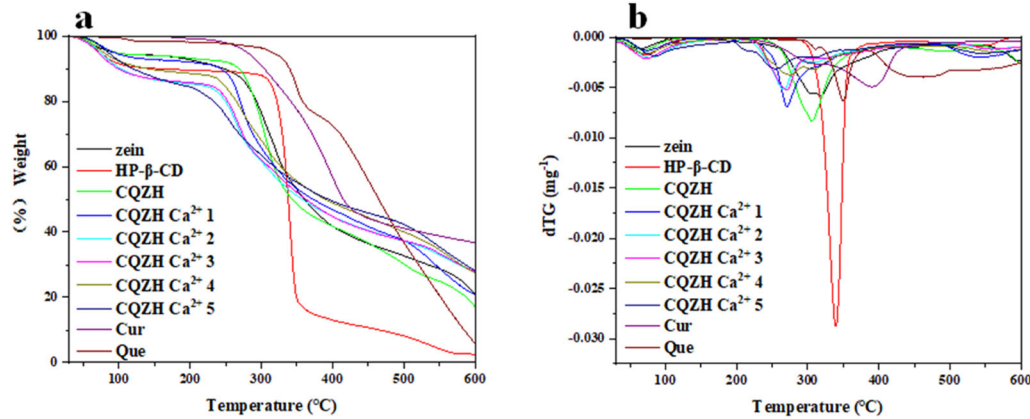 a
100
80
60
40
20
0
(%) Weight
zein
HP-β-CD
CQZH
CQZH Ca²⁺ 1
CQZH Ca²⁺ 2
CQZH Ca²⁺ 3
CQZH Ca²⁺ 4
CQZH Ca²⁺ 5
Cur
Que
100 200 300 400 500 600
Temperature (°C)
b
0.000
-0.005
-0.010
-0.015
-0.020
-0.025
-0.030
dTG (mg⁻¹)
zein
HP-β-CD
CQZH
CQZH Ca²⁺ 1
CQZH Ca²⁺ 2
CQZH Ca²⁺ 3
CQZH Ca²⁺ 4
CQZH Ca²⁺ 5
Cur
Que
100 200 300 400 500 600
Temperature (°C)